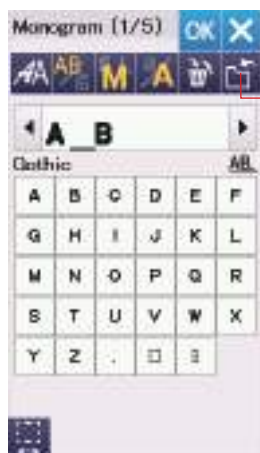 Monogram (1/5) OK X
A A AB M A
A_B
Gothic AB
A B C D E F
G H I J K L
M N O P Q R
S T U V W X
Y Z .